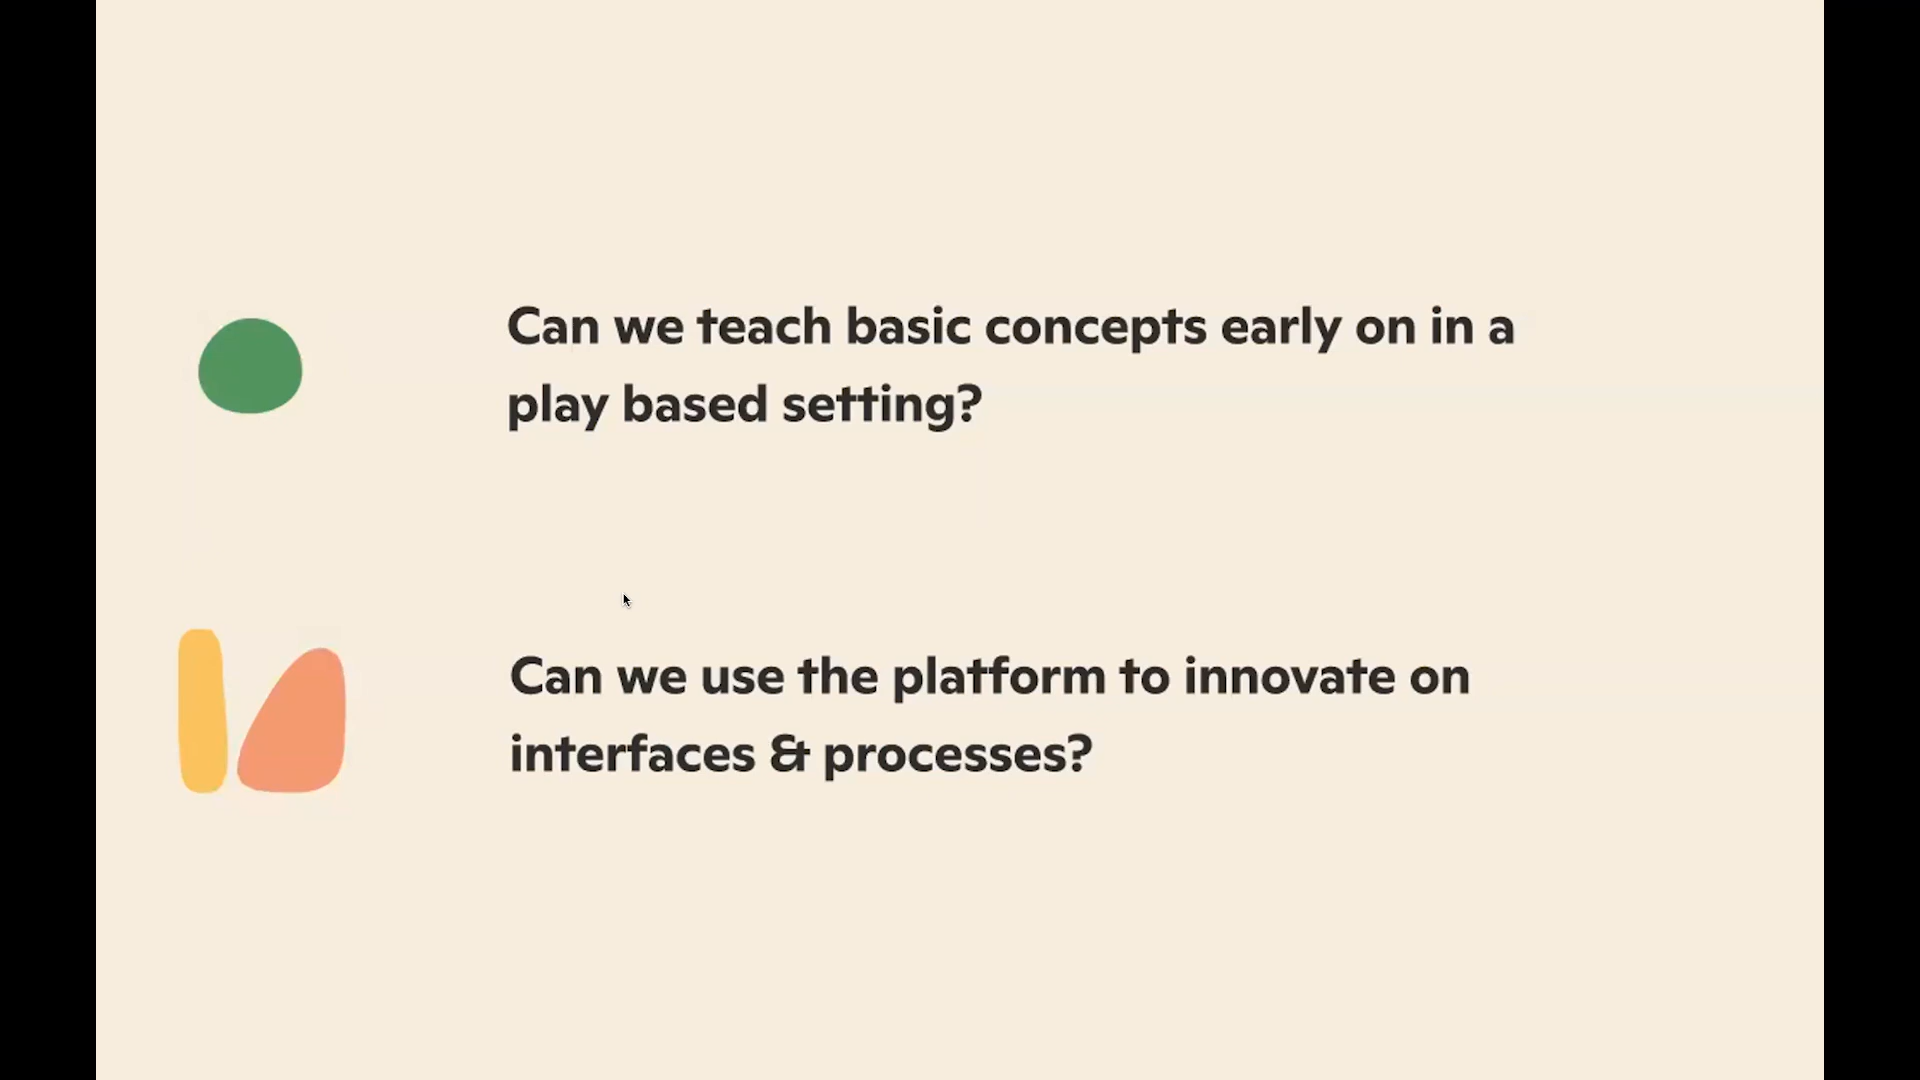 Can we teach basic concepts early on in a
play based setting?
Can we use the platform to innovate on
interfaces & processes?